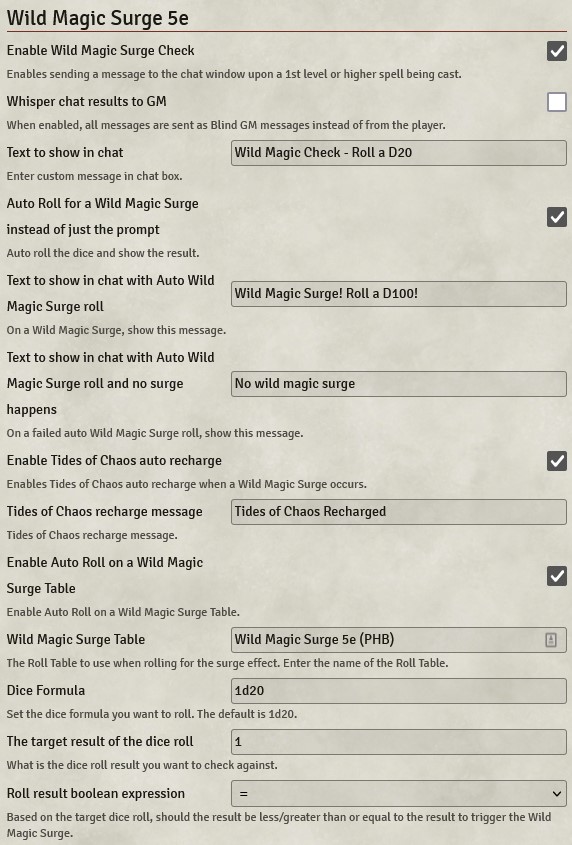 Wild Magic Surge 5e
Enable Wild Magic Surge Check
Enables sending a message to the chat window upon a 1st level or higher spell being cast.
Whisper chat results to GM
When enabled, all messages are sent as Blind GM messages instead of from the player.
Text to show in chat
Wild Magic Check - Roll a D20
Enter custom message in chat box.
Auto Roll for a Wild Magic Surge
instead of just the prompt
Auto roll the dice and show the result.
Text to show in chat with Auto Wild
Magic Surge roll
Wild Magic Surge! Roll a D100!
On a Wild Magic Surge, show this message.
Text to show in chat with Auto Wild
Magic Surge roll and no surge
happens
No wild magic surge
On a failed auto Wild Magic Surge roll, show this message.
Enable Tides of Chaos auto recharge
Enables Tides of Chaos auto recharge when a Wild Magic Surge occurs.
Tides of Chaos recharge message
Tides of Chaos Recharged
Tides of Chaos recharge message.
Enable Auto Roll on a Wild Magic
Surge Table
Enable Auto Roll on a Wild Magic Surge Table.
Wild Magic Surge Table
Wild Magic Surge 5e (PHB)
The Roll Table to use when rolling for the surge effect. Enter the name of the Roll Table.
Dice Formula
1d20
Set the dice formula you want to roll. The default is 1d20.
The target result of the dice roll
1
What is the dice roll result you want to check against.
Roll result boolean expression
=
Based on the target dice roll, should the result be less/greater than or equal to the result to trigger the Wild
Magic Surge.